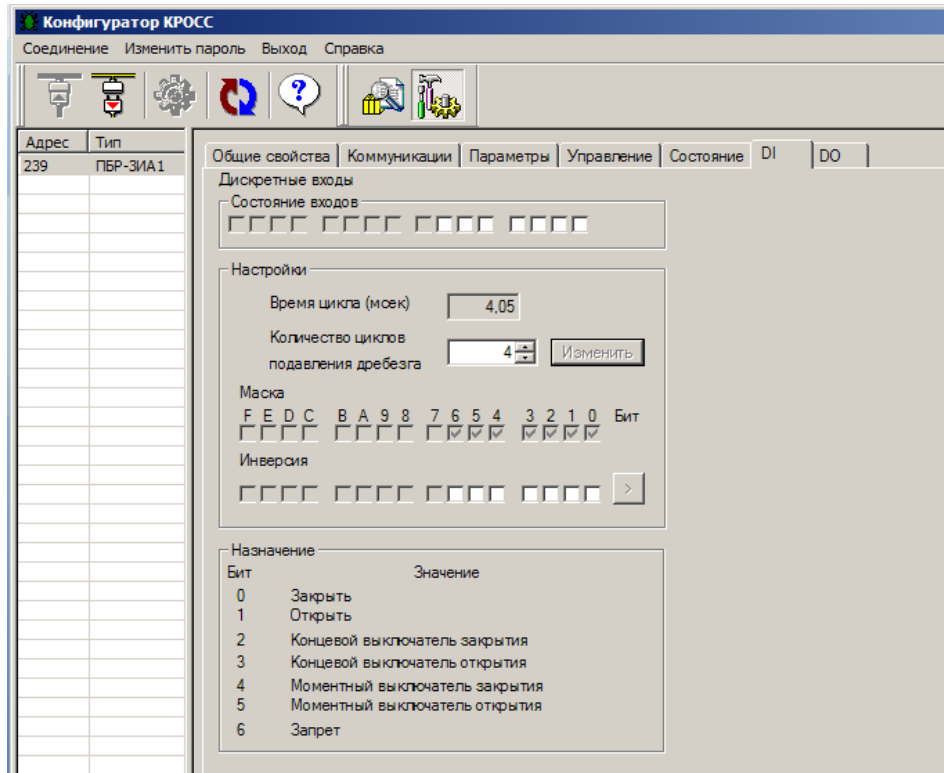 Конфигуратор КРОСС
Соединение Изменить пароль Выход Справка
Адрес Тип
239 ПБР-3ИА1
Общие свойства Коммуникации Параметры Управление Состояние DI DO
Дискретные входы
Состояние входов
Настройки
Время цикла (мсек) 4,05
Количество циклов
подавления дребезга 4 Изменить
Маска
F E D C B A 9 8 7 6 5 4 3 2 1 0 Бит
Инверсия
>
Назначение
Бит Значение
0 Закрыть
1 Открыть
2 Концевой выключатель закрытия
3 Концевой выключатель открытия
4 Моментный выключатель закрытия
5 Моментный выключатель открытия
6 Запрет